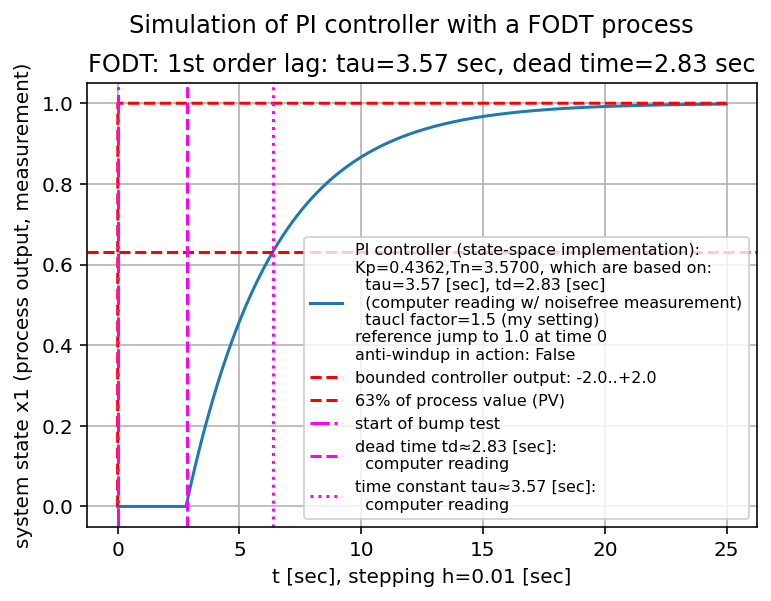 Simulation of PI controller with a FODT process
FODT: 1st order lag: tau=3.57 sec, dead time=2.83 sec
system state x1 (process output, measurement)
1.0
0.8
0.6
0.4
0.2
0.0
PI controller (state-space implementation):
Kp=0.4362,Tn=3.5700, which are based on:
tau=3.57 [sec], td=2.83 [sec]
(computer reading w/ noisefree measurement)
taucl factor=1.5 (my setting)
reference jump to 1.0 at time 0
anti-windup in action: False
bounded controller output: -2.0..+2.0
63% of process value (PV)
start of bump test
dead time td≈2.83 [sec]:
computer reading
time constant tau≈3.57 [sec]:
computer reading
0 5 10 15 20 25
t [sec], stepping h=0.01 [sec]